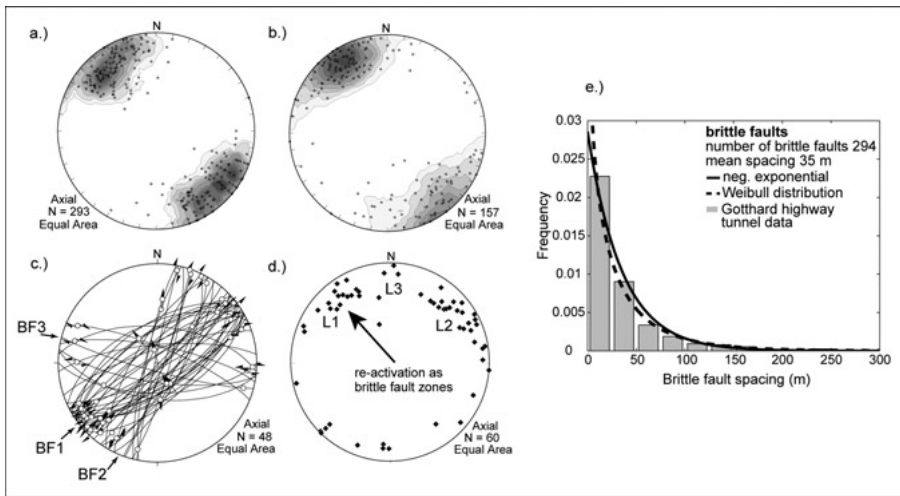 a.)
N
Axial
N = 293
Equal Area
b.)
N
Axial
N = 157
Equal Area
c.)
N
BF3
BF1
BF2
Axial
N = 48
Equal Area
d.)
N
L3
L1
L2
re-activation as
brittle fault zones
Axial
N = 60
Equal Area
e.)
0.03
0.025
0.02
0.015
0.01
0.005
0
Frequency
brittle faults
number of brittle faults 294
mean spacing 35 m
neg. exponential
Weibull distribution
Gotthard highway
tunnel data
0 50 100 150 200 250 300
Brittle fault spacing (m)